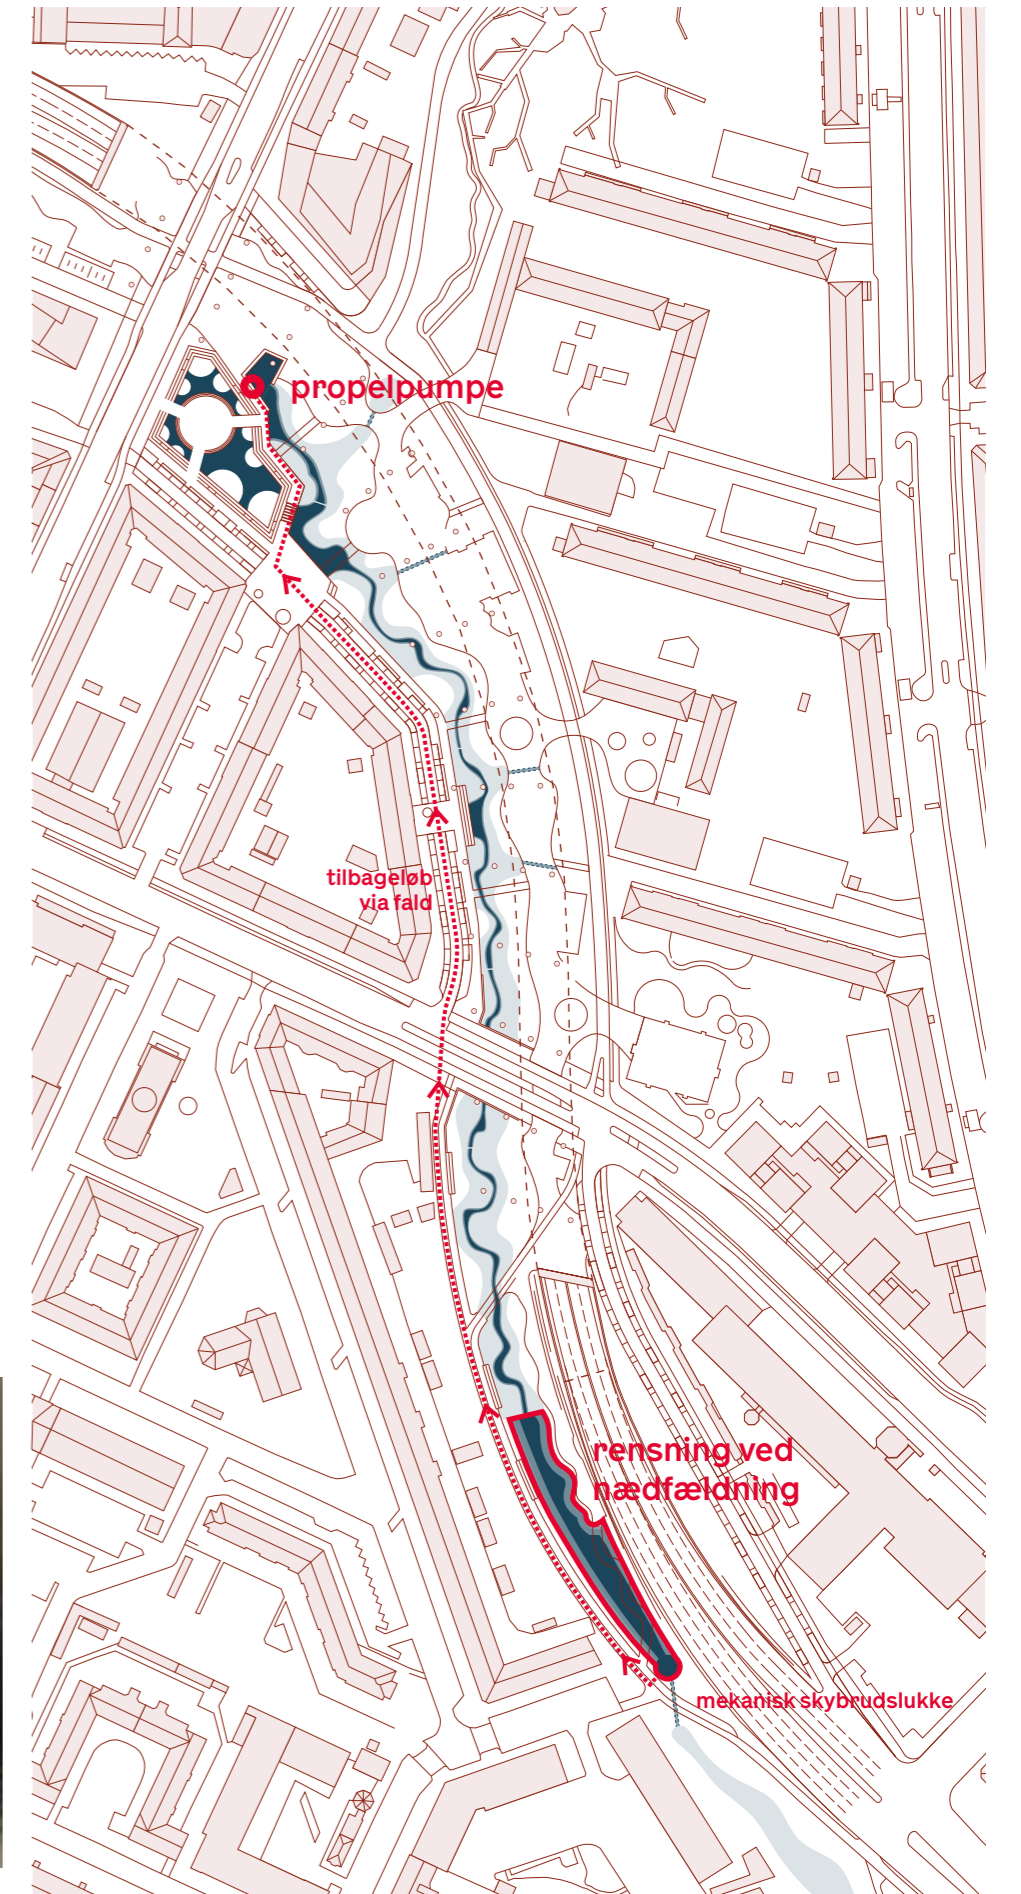 propelpumpe
tilbageløb
via fald
rensning ved
nædfældning
mekanisk skybrudslukke